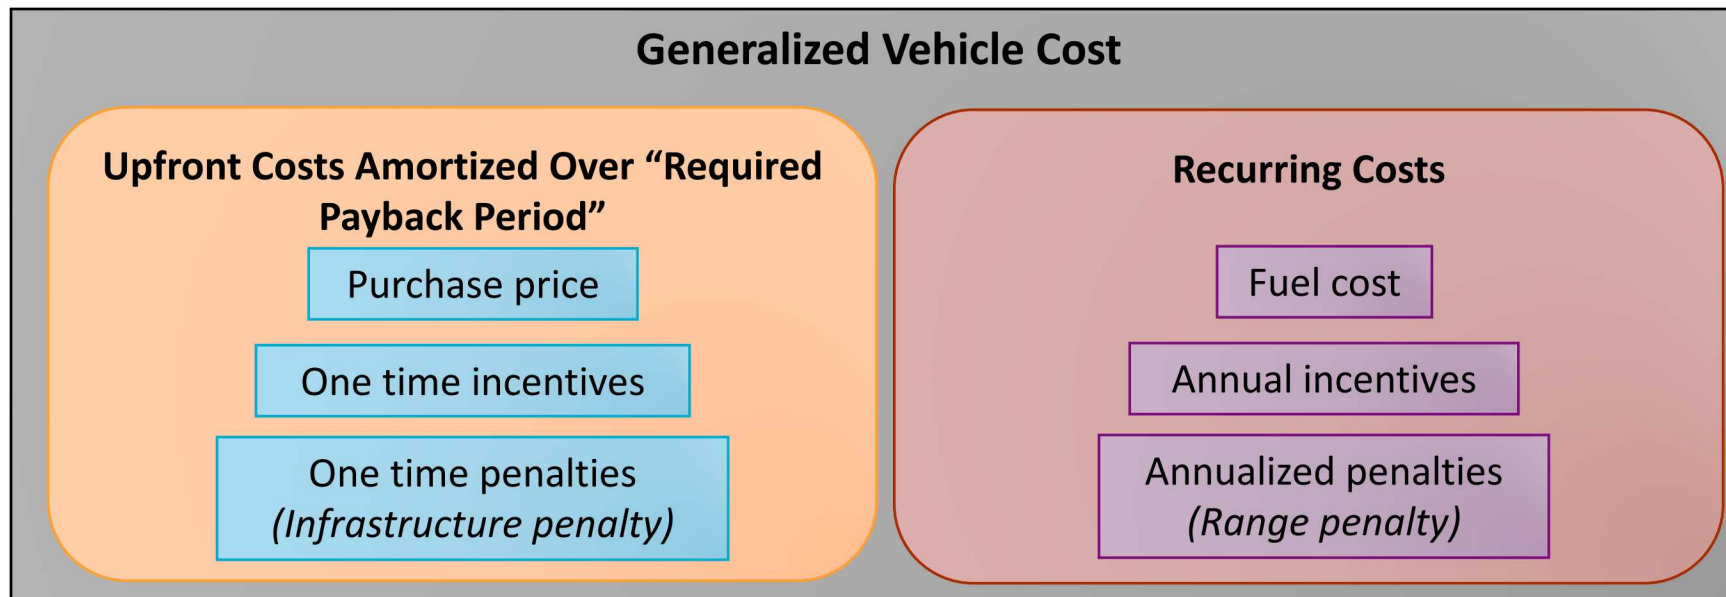 Generalized Vehicle Cost
Upfront Costs Amortized Over “Required
Payback Period”
Purchase price
One time incentives
One time penalties
(Infrastructure penalty)
Recurring Costs
Fuel cost
Annual incentives
Annualized penalties
(Range penalty)